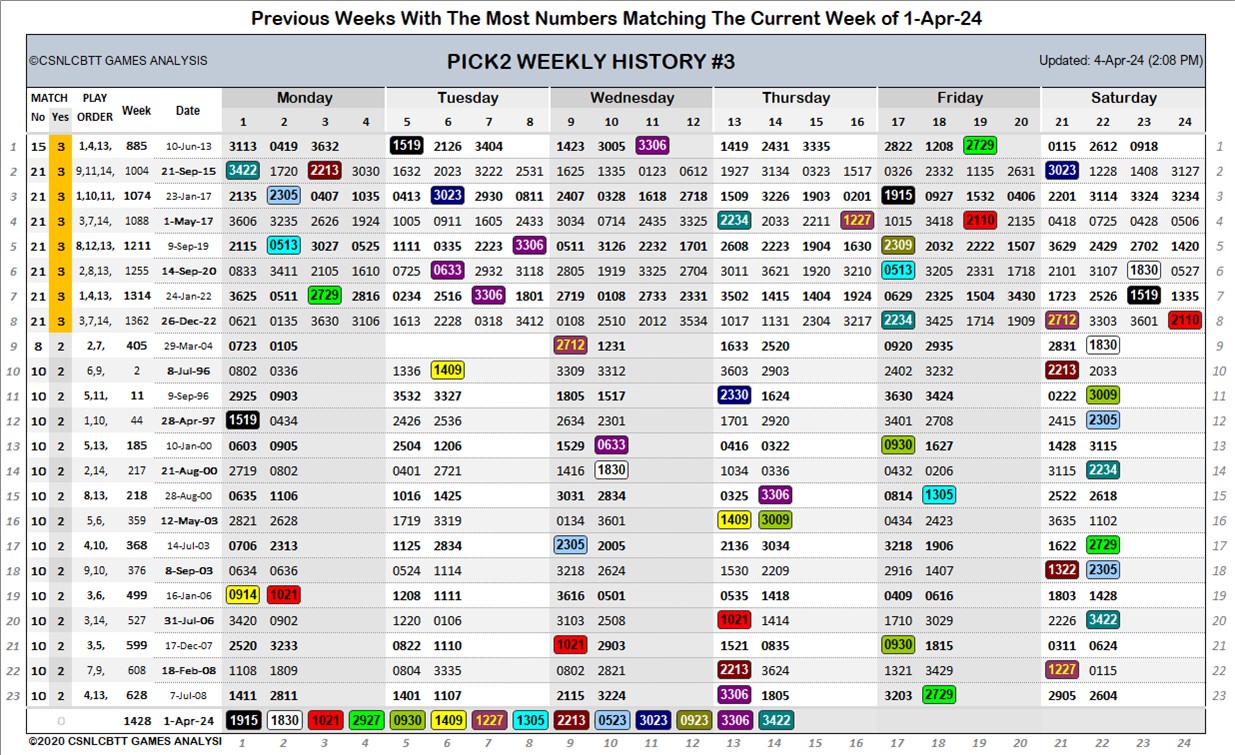 Previous Weeks With The Most Numbers Matching The Current Week of 1-Apr-24
©CSNLCBTT GAMES ANALYSIS PICK2 WEEKLY HISTORY #3 Updated: 4-Apr-24 (2:08 PM)
MATCH PLAY Week Date Monday Tuesday Wednesday Thursday Friday Saturday
No Yes ORDER 1 2 3 4 5 6 7 8 9 10 11 12 13 14 15 16 17 18 19 20 21 22 23 24
1 15 3 1,4,13, 885 10-Jun-13 3113 0419 3632 1519 2126 3404 1423 3005 3306 1419 2431 3335 2822 1208 2729 0115 2612 0918 1
2 21 3 9,11,14, 1004 21-Sep-15 3422 1720 2213 3030 1632 2023 3222 2531 1625 1335 0123 0612 1927 3134 0323 1517 0326 2332 1135 2631 3023 1228 1408 3127 2
3 21 3 1,10,11, 1074 23-Jan-17 2135 2305 0407 1035 0432 3023 2930 0811 2407 0328 1618 2718 1509 3226 1903 0201 1915 0927 1532 0406 2201 3114 3324 3234 3
4 21 3 3,7,14, 1088 1-May-17 3606 3235 2626 1924 1005 0911 1605 2433 3034 0714 2435 3325 2234 2033 2211 1227 1015 3418 2110 2135 0418 0725 0428 0506 4
5 21 3 8,12,13, 1211 9-Sep-19 2115 0513 3027 0525 1111 0335 2223 3306 0511 3126 2232 1701 2608 2223 1904 1630 2309 2032 2222 1507 3629 2429 2702 1420 5
6 21 3 2,8,13, 1255 14-Sep-20 0833 3411 2105 1610 0725 0633 2932 3118 2805 1919 3325 2704 3011 3621 1920 3210 0513 3205 2331 1718 2101 3107 1830 0527 6
7 21 3 1,4,13, 1314 24-Jan-22 3625 0511 2729 2816 0234 2516 3306 1801 2719 0108 2733 2331 3502 1415 1404 1924 0629 2325 1504 3430 1723 2526 1519 1335 7
8 21 3 3,7,14, 1362 26-Dec-22 0621 0135 3630 3106 1613 2228 0318 3412 0108 2510 2012 3534 1017 1131 2304 3217 2234 3425 1714 1909 2712 3303 3601 2110 8
9 8 2 2,7, 405 29-Mar-04 0723 0105 2712 1231 1633 2520 0920 2935 2831 1830 9
10 10 2 6,9, 2 8-Jul-96 0802 0336 1336 1409 3309 3312 3603 2903 2402 3232 2213 2033 10
11 10 2 5,11, 11 9-Sep-96 2925 0903 3532 3327 1805 1517 2330 1624 3630 3424 0222 3009 11
12 10 2 1,10, 44 28-Apr-97 1519 0434 2426 2536 2634 2301 1701 2920 3401 2708 2415 2305 12
13 10 2 5,13, 185 10-Jan-00 0603 0905 2504 1206 1529 0633 0416 0322 0930 1627 1428 3115 13
14 10 2 2,14, 217 21-Aug-00 2719 0802 0401 2721 1416 1830 1034 0336 0432 0206 3115 2234 14
15 10 2 8,13, 218 28-Aug-00 0635 1106 1016 1425 3031 2834 0325 3306 0814 1305 2522 2618 15
16 10 2 5,6, 359 12-May-03 2821 2628 1719 3319 0134 3601 1409 3009 0434 2423 3635 1102 16
17 10 2 4,10, 368 14-Jul-03 0706 2313 1125 2834 2305 2005 2136 3034 3218 1906 1622 2729 17
18 10 2 9,10, 376 8-Sep-03 0634 0636 0524 1114 3218 2624 1530 2209 2916 1407 1322 2305 18
19 10 2 3,6, 499 16-Jan-06 0914 1021 1208 1111 3616 0501 0535 1418 0409 0616 1803 1428 19
20 10 2 3,14, 527 31-Jul-06 3420 0902 1220 0106 3103 2508 1021 1414 1710 3029 2226 3422 20
21 10 2 3,5, 599 17-Dec-07 2520 3233 0822 1110 1021 2903 1521 0835 0930 1815 0311 0624 21
22 10 2 7,9, 608 18-Feb-08 1108 1809 0804 3335 0802 2821 2213 3624 1321 3429 1227 0115 22
23 10 2 4,13, 628 7-Jul-08 1411 2811 1401 1107 2115 3224 3306 1805 3203 2729 2905 2604 23
0 1428 1-Apr-24 1915 1830 1021 2927 0930 1409 1227 1305 2213 0523 3023 0923 3306 3422
©2020 CSNLCBTT GAMES ANALYSI 1 2 3 4 5 6 7 8 9 10 11 12 13 14 15 16 17 18 19 20 21 22 23 24